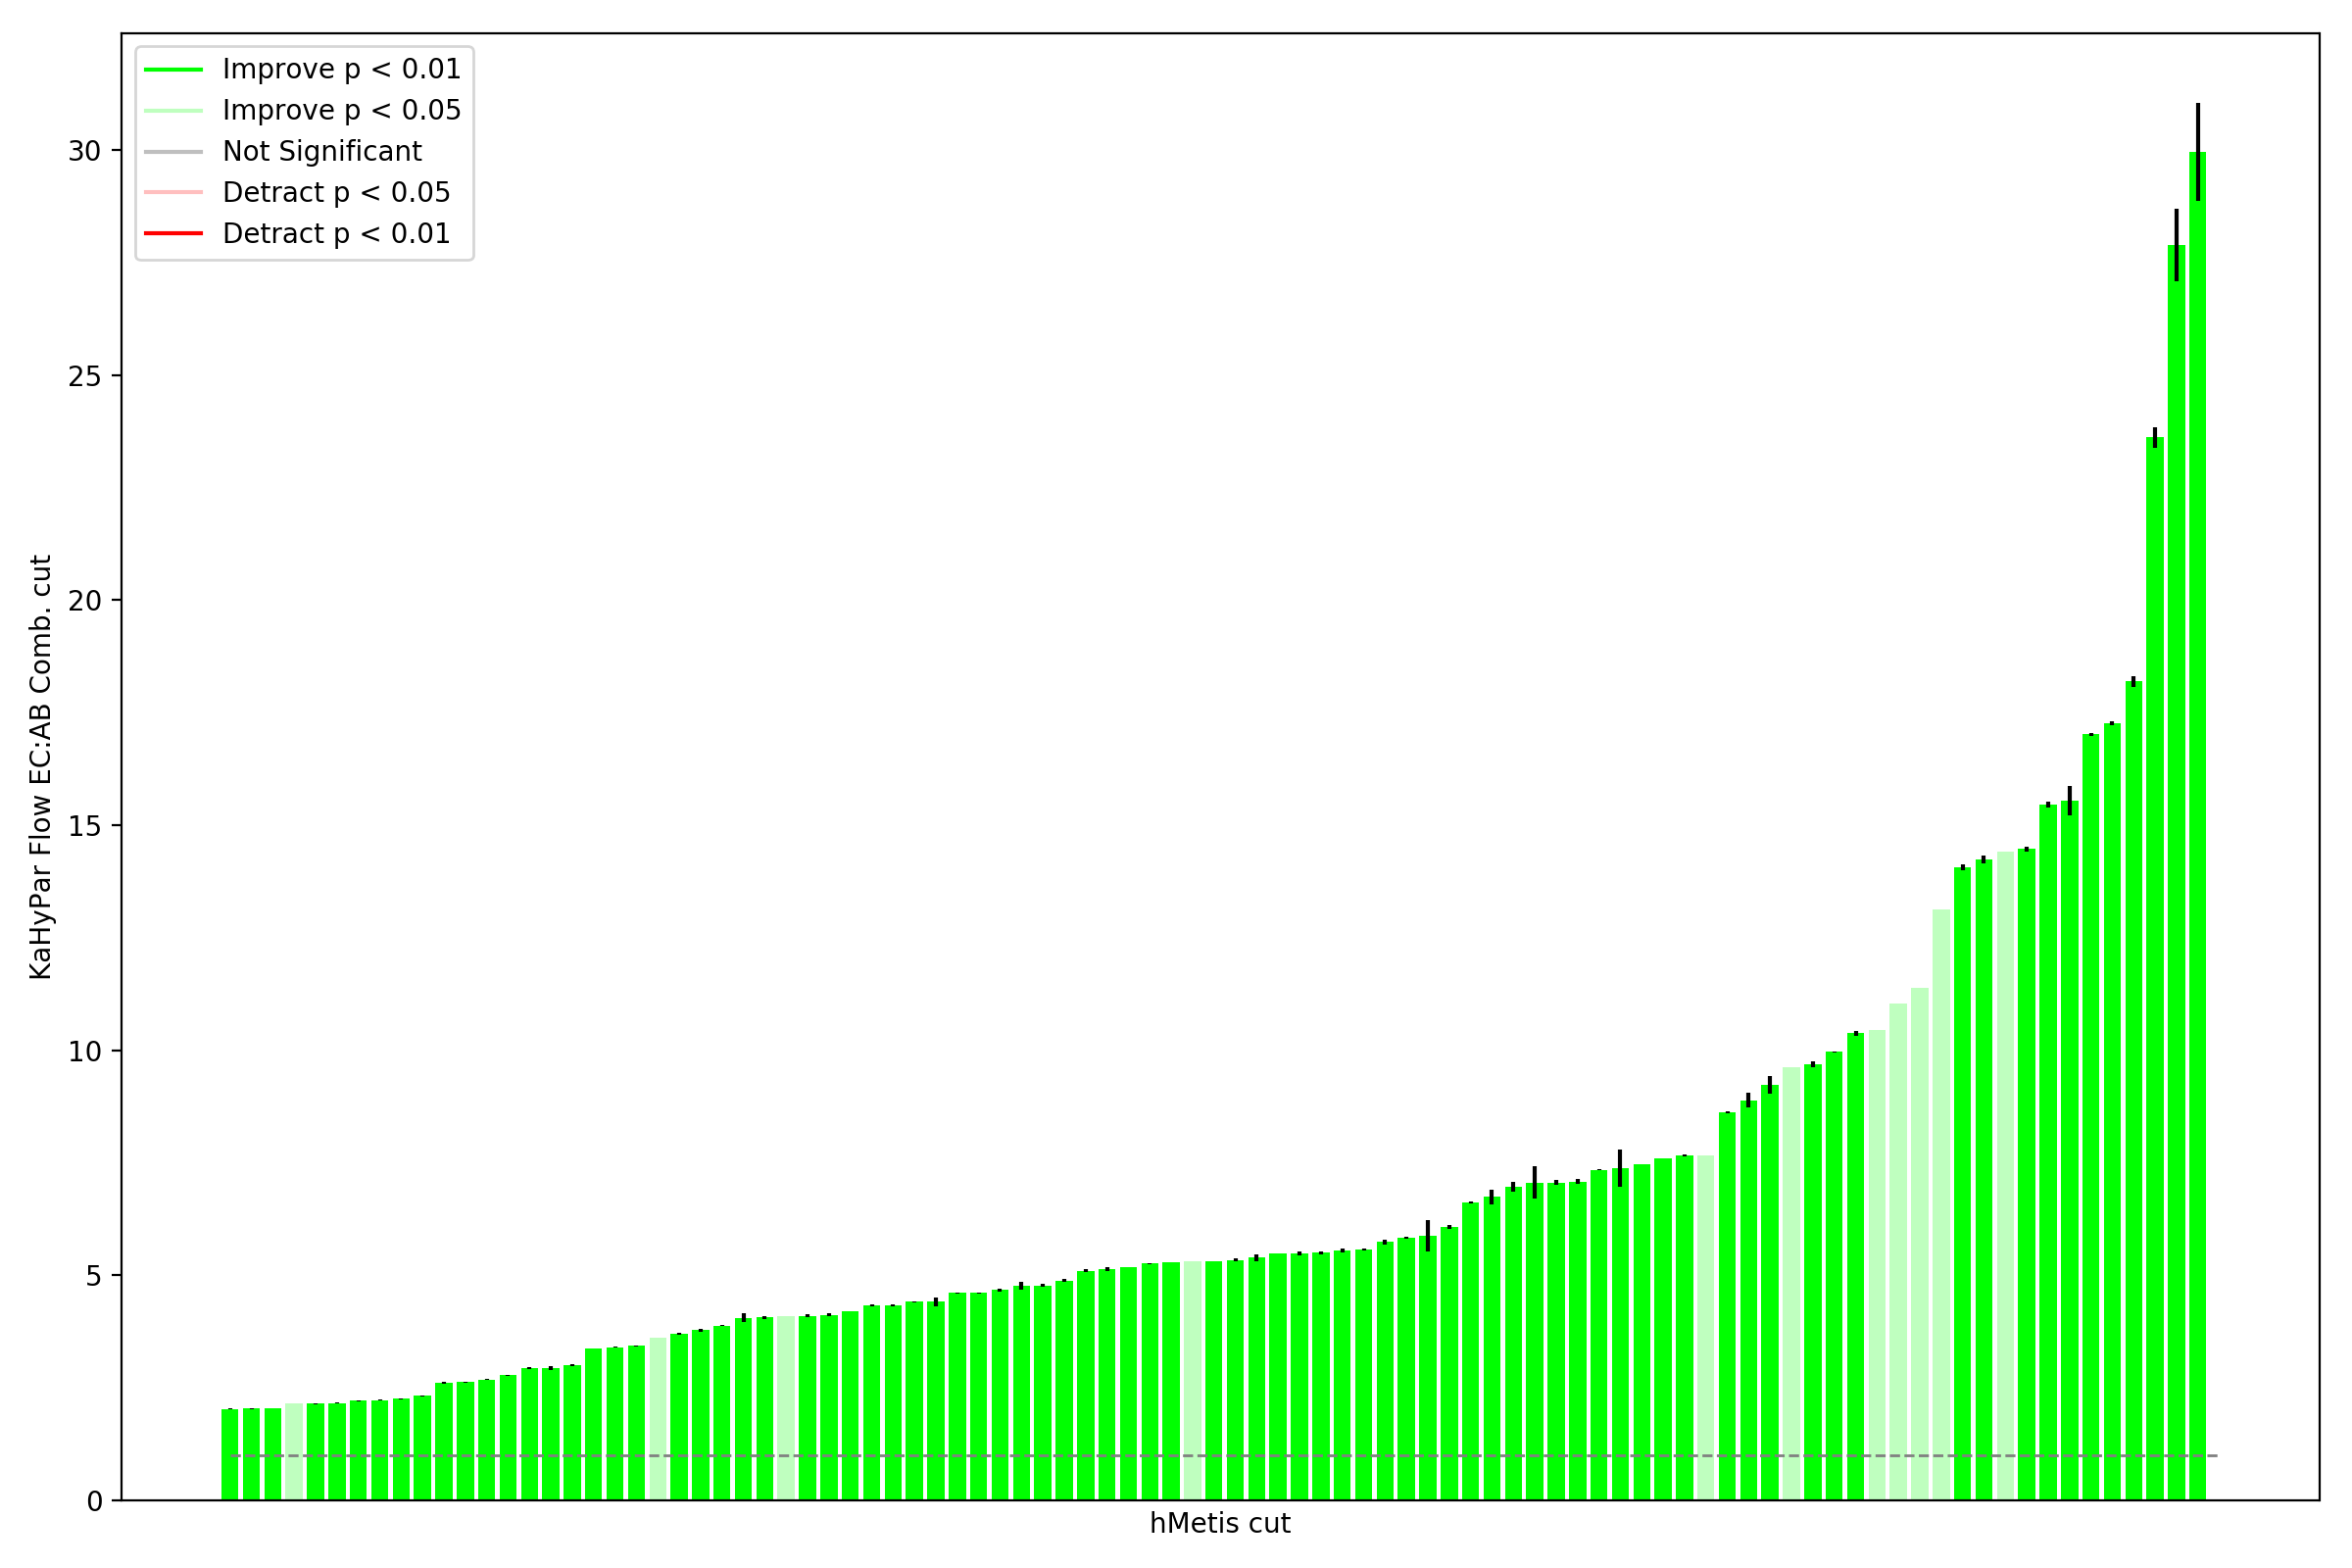 Improve p < 0.01
Improve p < 0.05
Not Significant
Detract p < 0.05
Detract p < 0.01
30
25
20
15
10
5
0
KaHyPar Flow EC:AB Comb. cut
hMetis cut